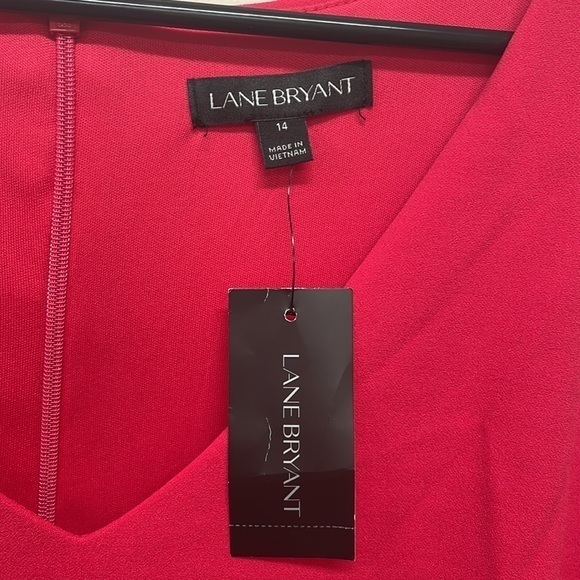 LANE BRYANT
14
MADE IN
VIETNAM
LANE BRYANT